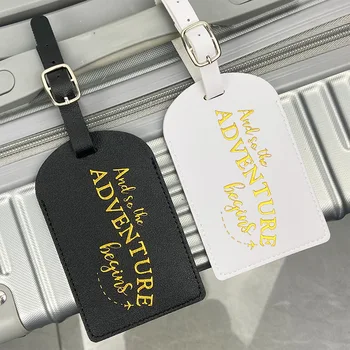 And so the
ADVENTURE
begins
And so the
ADVENTURE
begins